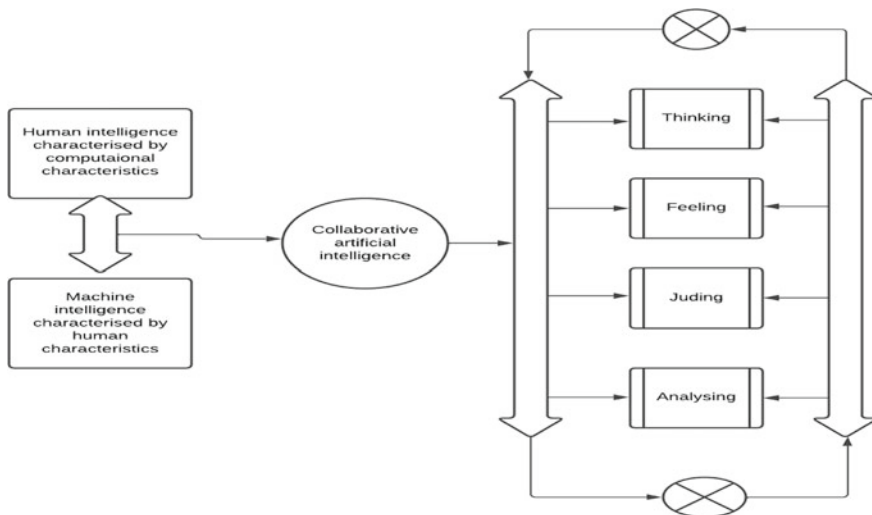 Human intelligence
characterised by
computaional
characteristics
Machine
intelligence
characterised by
human
characteristics
Collaborative
artificial
intelligence
Thinking
Feeling
Juding
Analysing